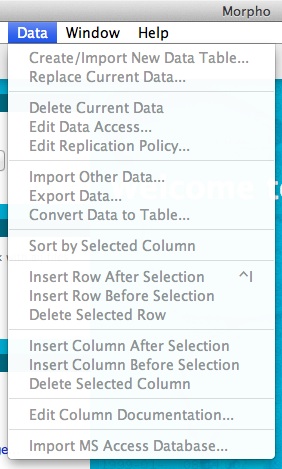 Morpho
Data Window Help
Create/Import New Data Table...
Replace Current Data...
Delete Current Data
Edit Data Access...
Edit Replication Policy...
Import Other Data...
Export Data...
Convert Data to Table...
Sort by Selected Column
Insert Row After Selection ^I
Insert Row Before Selection
Delete Selected Row
Insert Column After Selection
Insert Column Before Selection
Delete Selected Column
Edit Column Documentation...
Import MS Access Database...